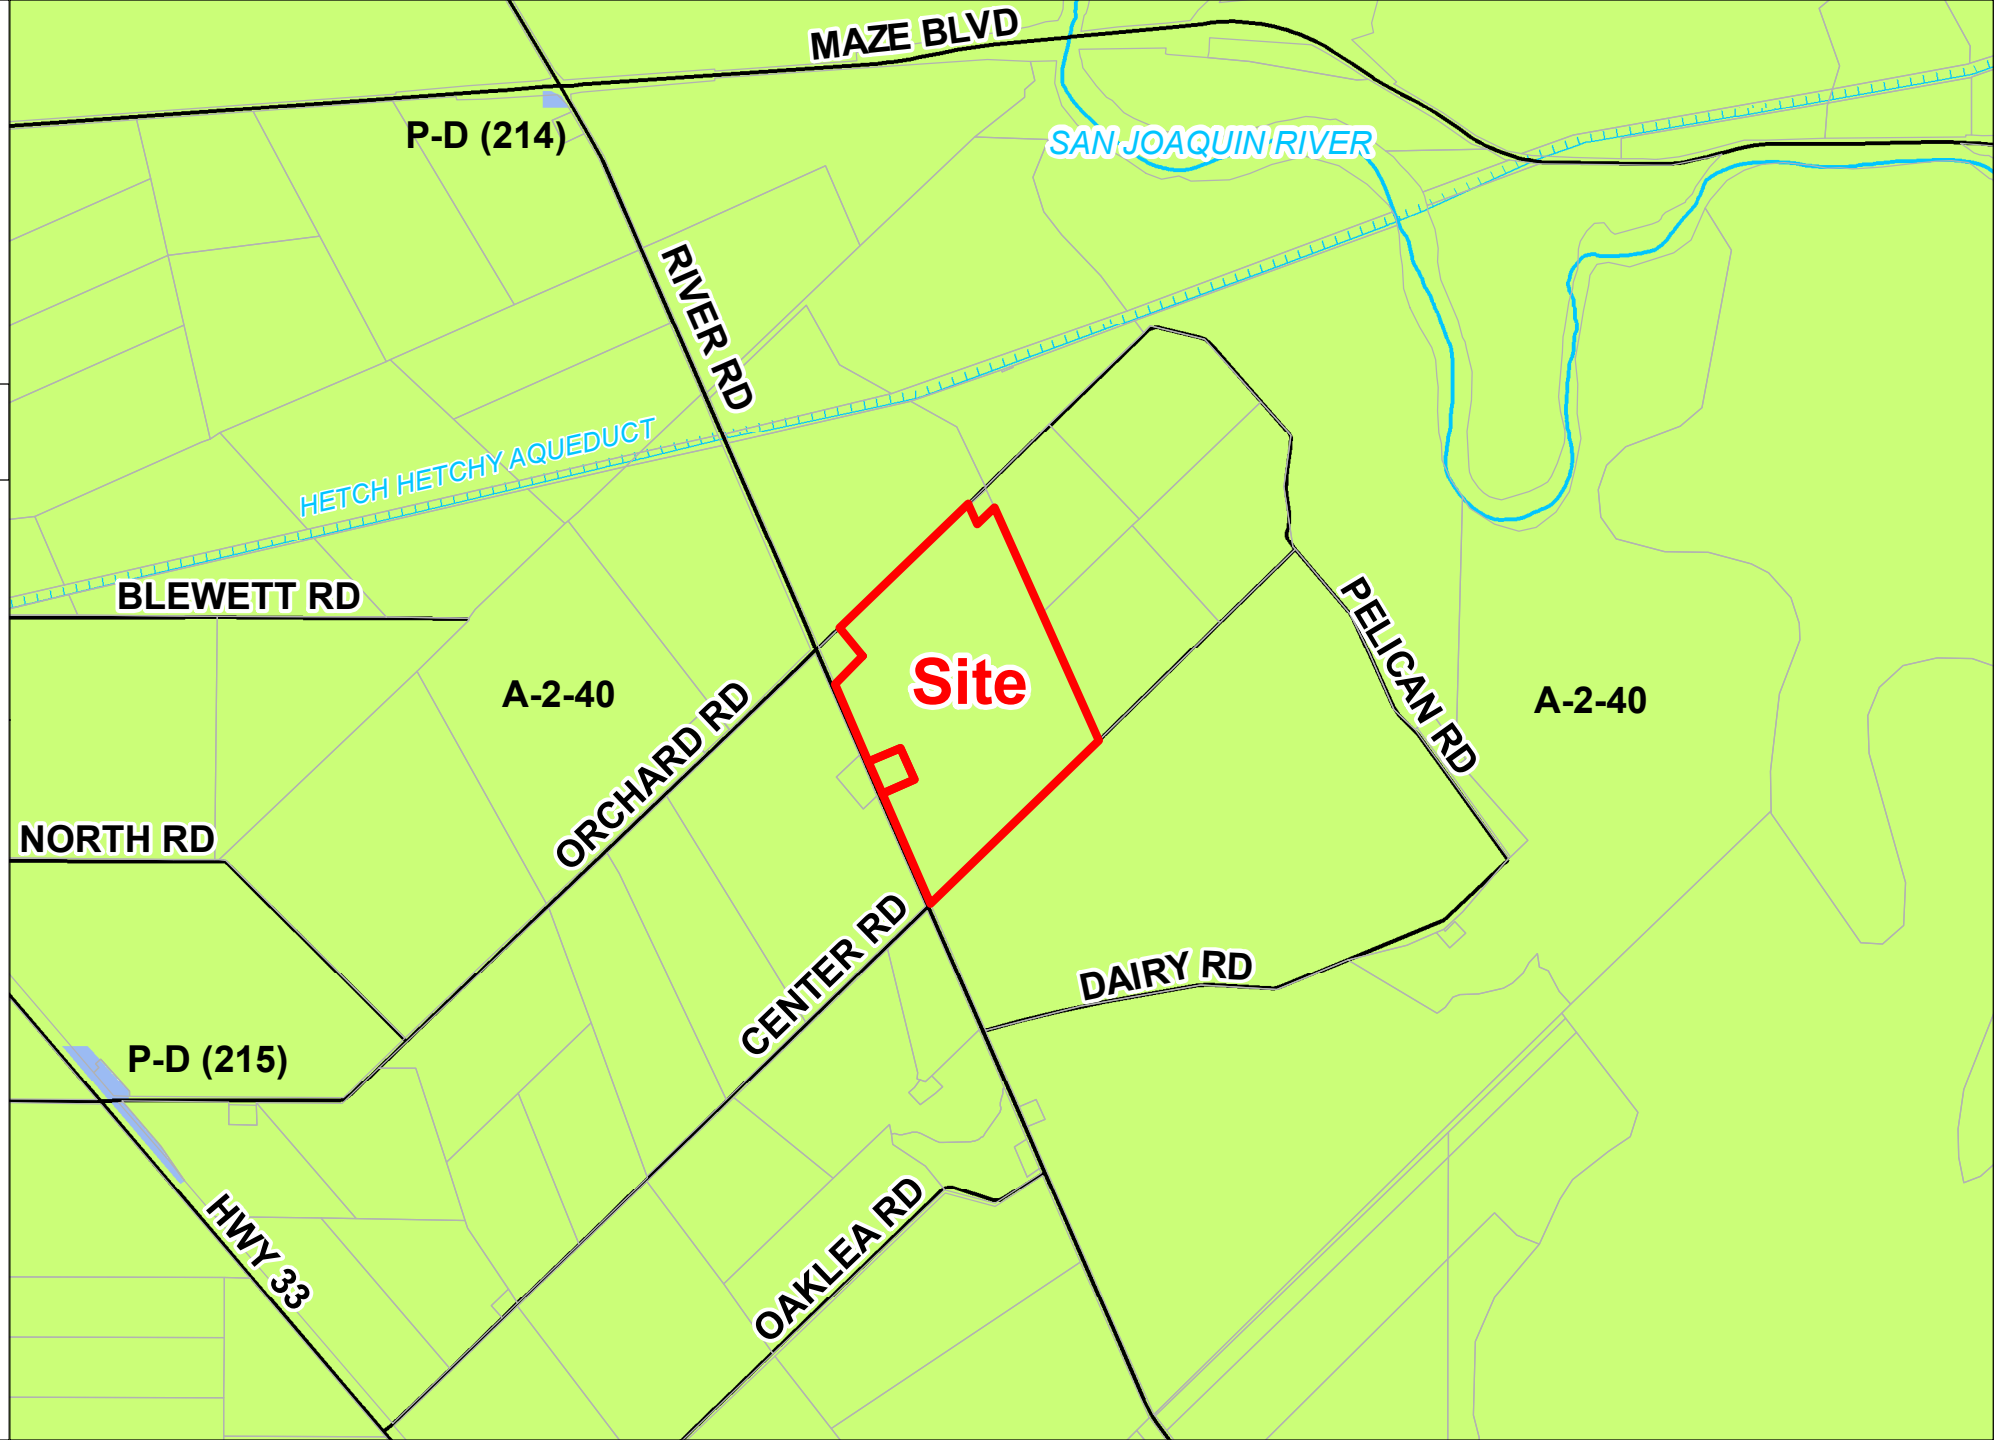 MAZE BLVD
P-D (214)
SAN JOAQUIN RIVER
RIVER RD
HETCH HETCHY AQUEDUCT
BLEWETT RD
PELICAN RD
Site
A-2-40
A-2-40
ORCHARD RD
NORTH RD
CENTER RD
DAIRY RD
P-D (215)
HWY 33
OAKLEA RD